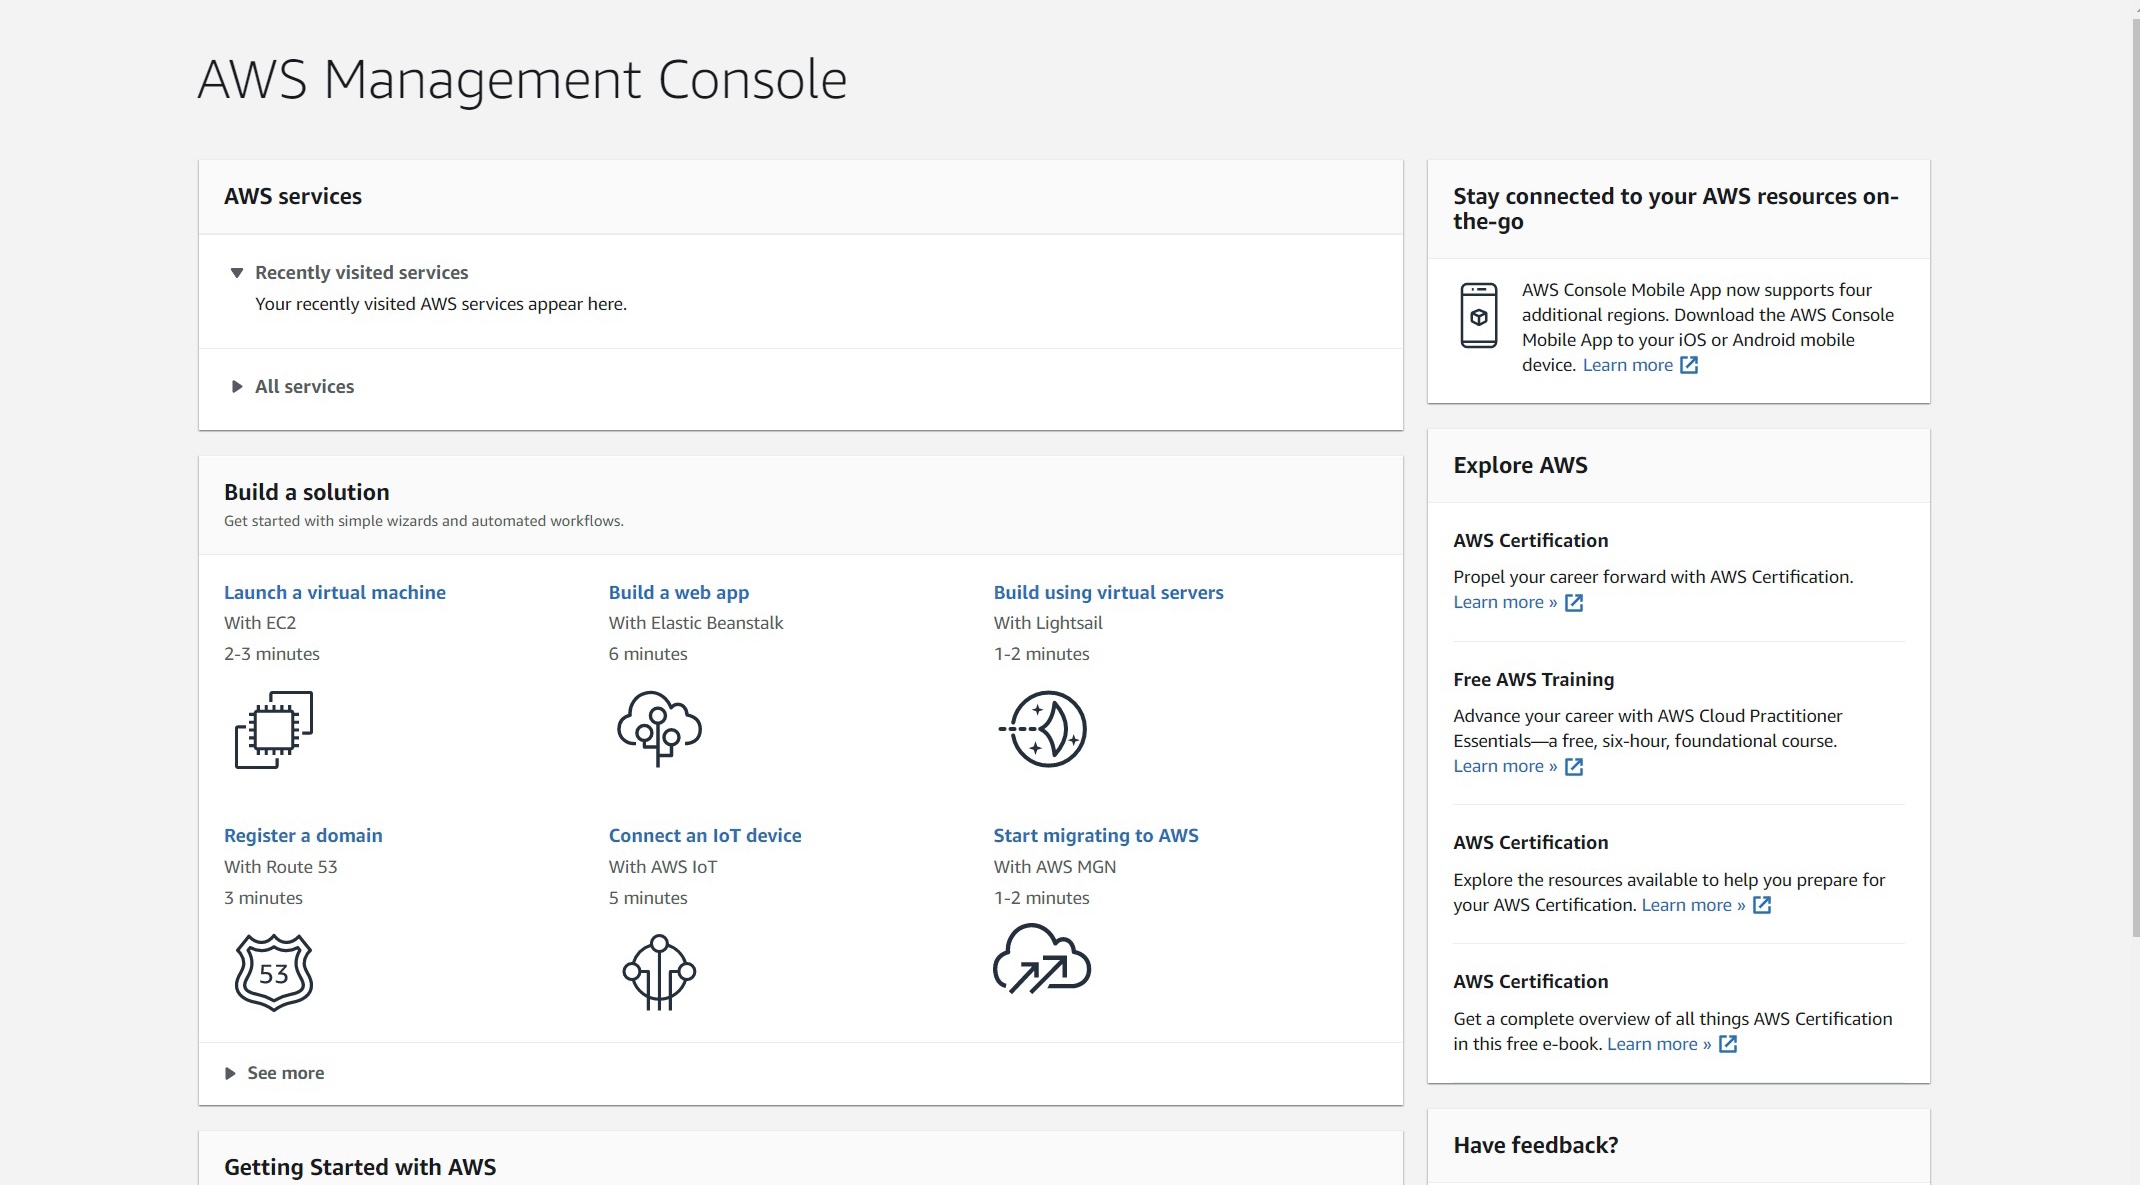 AWS Management Console
AWS services
Recently visited services
Your recently visited AWS services appear here.
All services
Build a solution
Get started with simple wizards and automated workflows.
Launch a virtual machine
With EC2
2-3 minutes
Build a web app
With Elastic Beanstalk
6 minutes
Build using virtual servers
With Lightsail
1-2 minutes
Register a domain
With Route 53
3 minutes
53
Connect an IoT device
With AWS IoT
5 minutes
Start migrating to AWS
With AWS MGN
1-2 minutes
See more
Getting Started with AWS
Stay connected to your AWS resources on-
the-go
AWS Console Mobile App now supports four
additional regions. Download the AWS Console
Mobile App to your iOS or Android mobile
device. Learn more
Explore AWS
AWS Certification
Propel your career forward with AWS Certification.
Learn more »
Free AWS Training
Advance your career with AWS Cloud Practitioner
Essentials—a free, six-hour, foundational course.
Learn more »
AWS Certification
Explore the resources available to help you prepare for
your AWS Certification. Learn more »
AWS Certification
Get a complete overview of all things AWS Certification
in this free e-book. Learn more »
Have feedback?